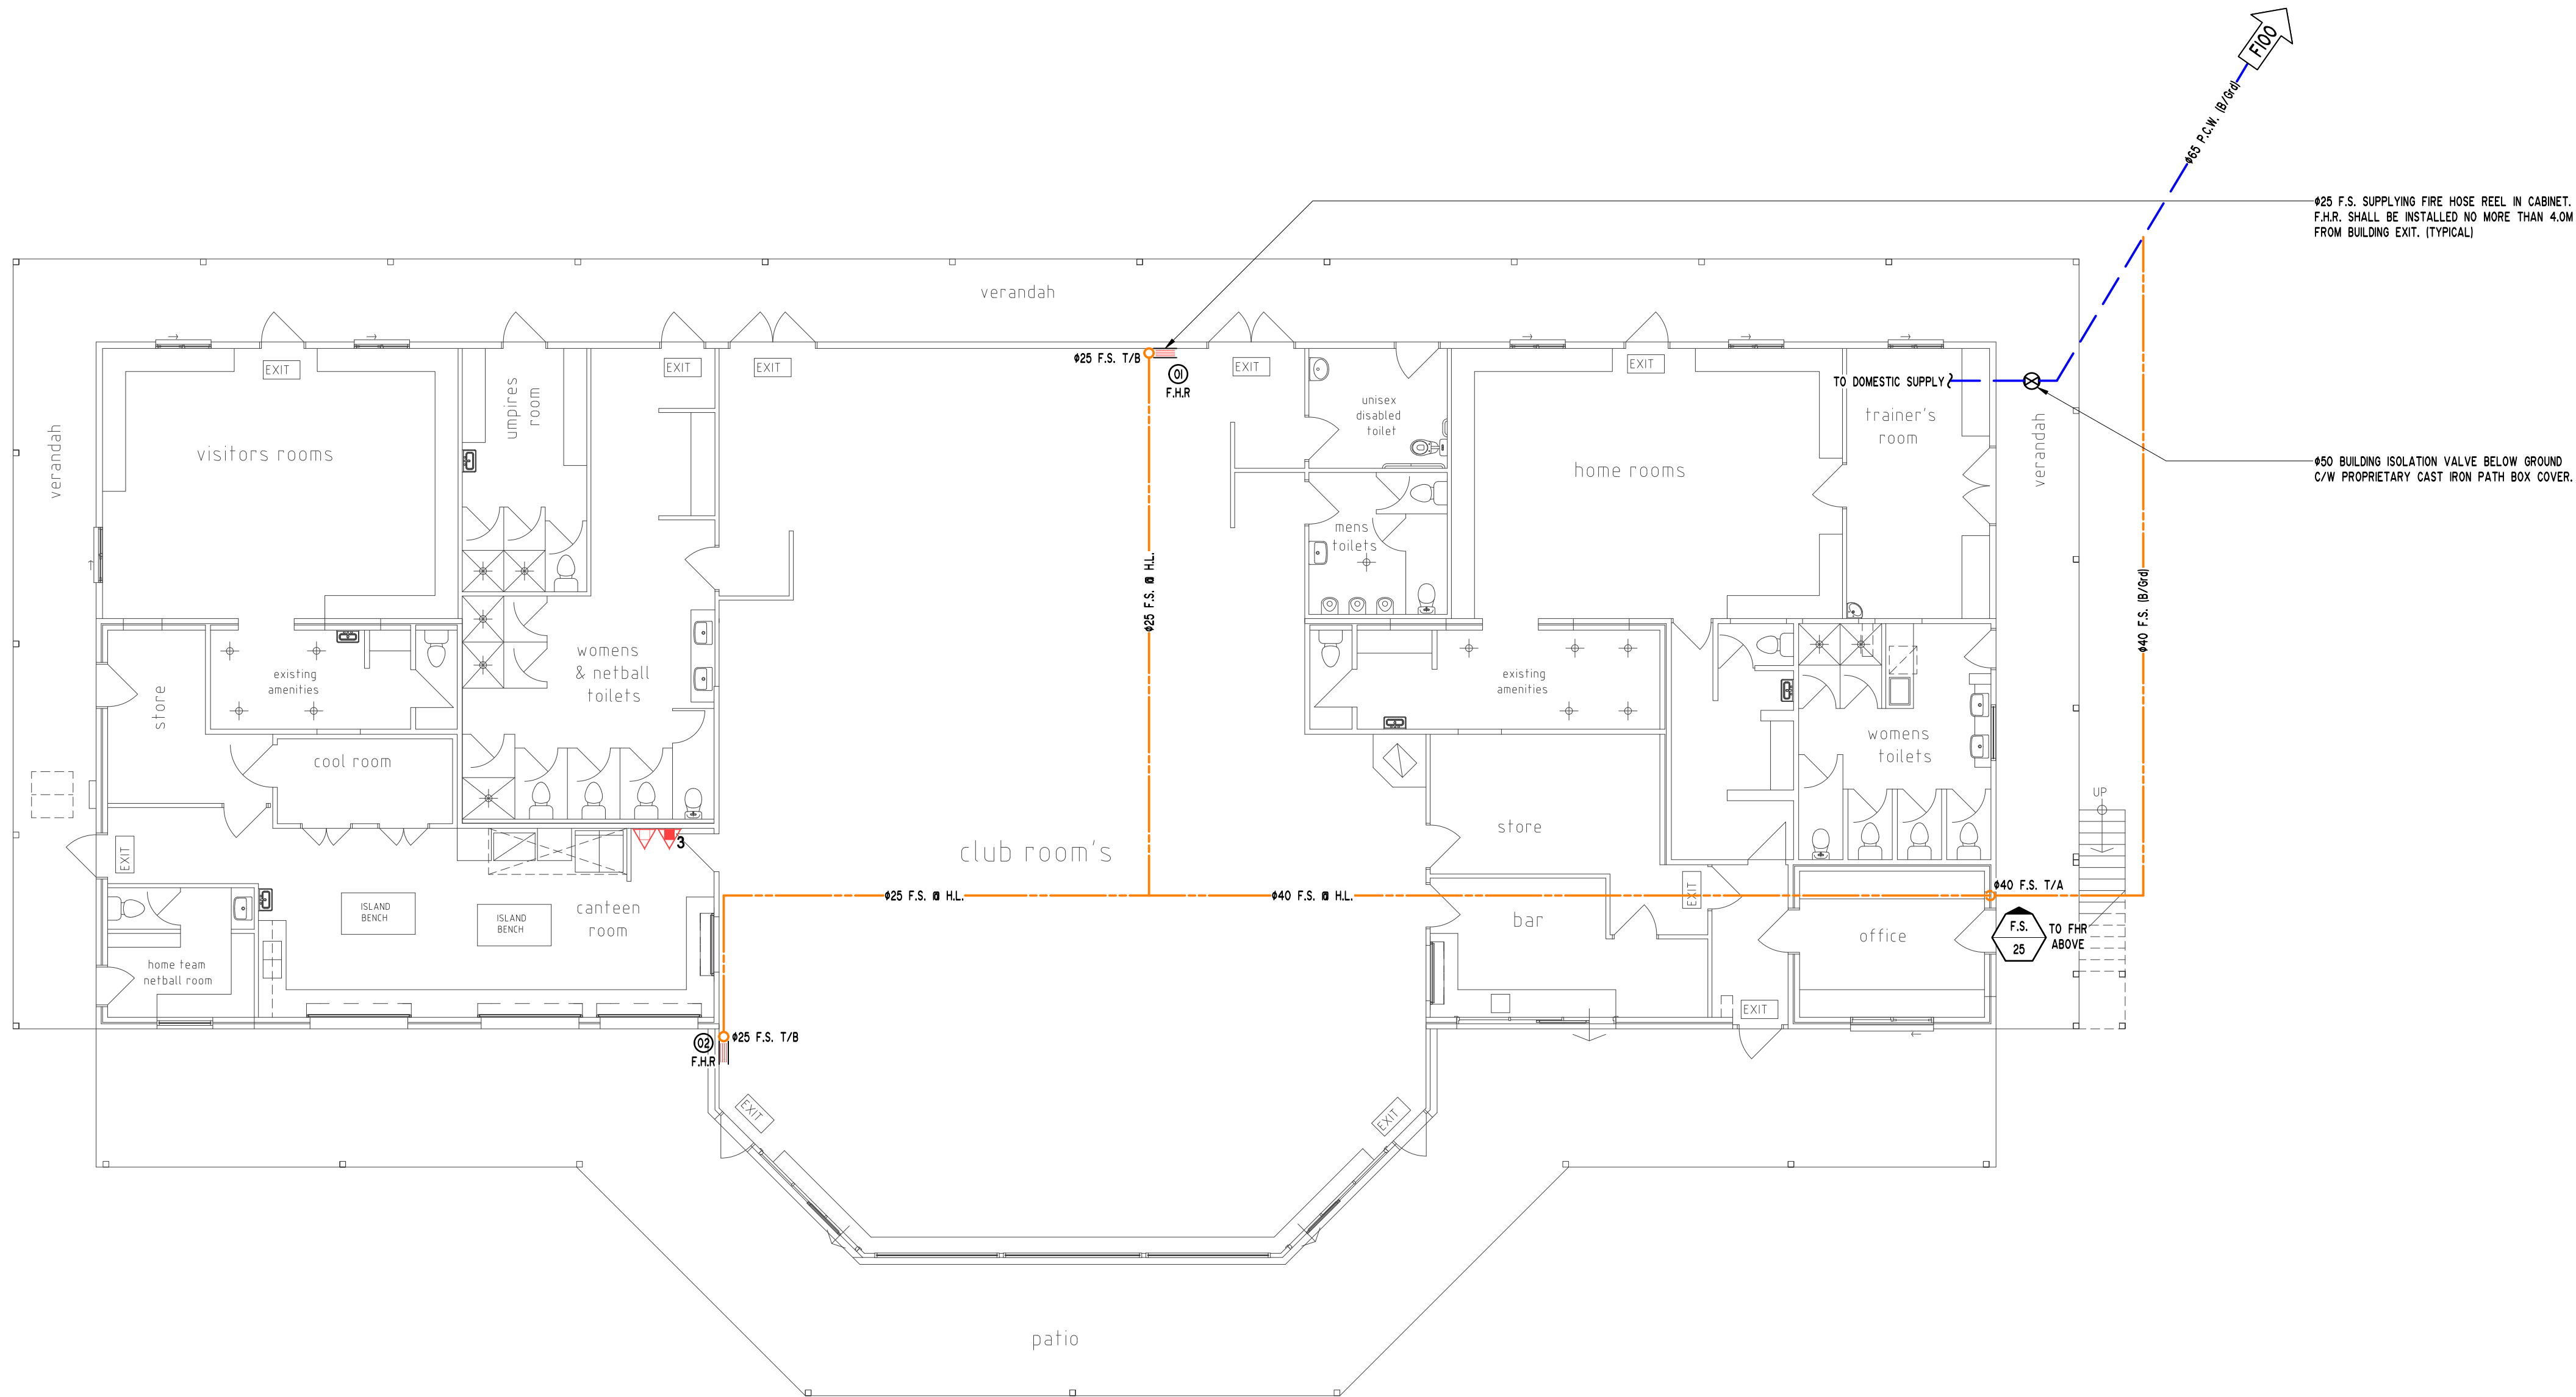 F100
φ65 P.C.W. (B/Grd)
φ25 F.S. SUPPLYING FIRE HOSE REEL IN CABINET.
F.H.R. SHALL BE INSTALLED NO MORE THAN 4.0M
FROM BUILDING EXIT. (TYPICAL)
verandah
φ25 F.S. T/B
01
F.H.R
EXIT
EXIT
EXIT
EXIT
EXIT
umpires
room
visitors rooms
verandah
unisex
disabled
toilet
TO DOMESTIC SUPPLY
trainer's
room
verandah
home rooms
φ50 BUILDING ISOLATION VALVE BELOW GROUND
C/W PROPRIETARY CAST IRON PATH BOX COVER.
mens
toilets
φ25 F.S. @ H.L.
φ40 F.S. (B/Grd)
womens
& netball
toilets
existing
amenities
existing
amenities
store
womens
toilets
cool room
UP
store
3
club room's
EXIT
EXIT
φ25 F.S. @ H.L.
φ40 F.S. @ H.L.
φ40 F.S. T/A
ISLAND
BENCH
ISLAND
BENCH
canteen
room
bar
office
F.S.
25
TO FHR
ABOVE
home team
netball room
EXIT
02
F.H.R
φ25 F.S. T/B
EXIT
EXIT
patio